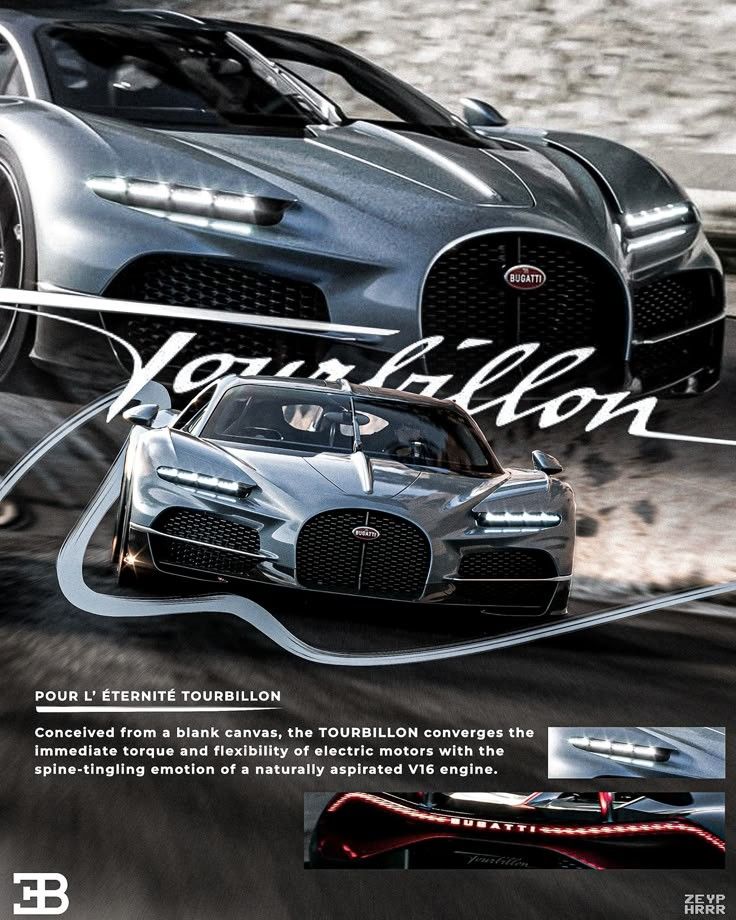 BUGATTI
Tourbillon
BUGATTI
POUR L' ÉTERNITÉ TOURBILLON
Conceived from a blank canvas, the TOURBILLON converges the
immediate torque and flexibility of electric motors with the
spine-tingling emotion of a naturally aspirated V16 engine.
BUGATTI
Tourbillon
EB
ZEYP
HRRR